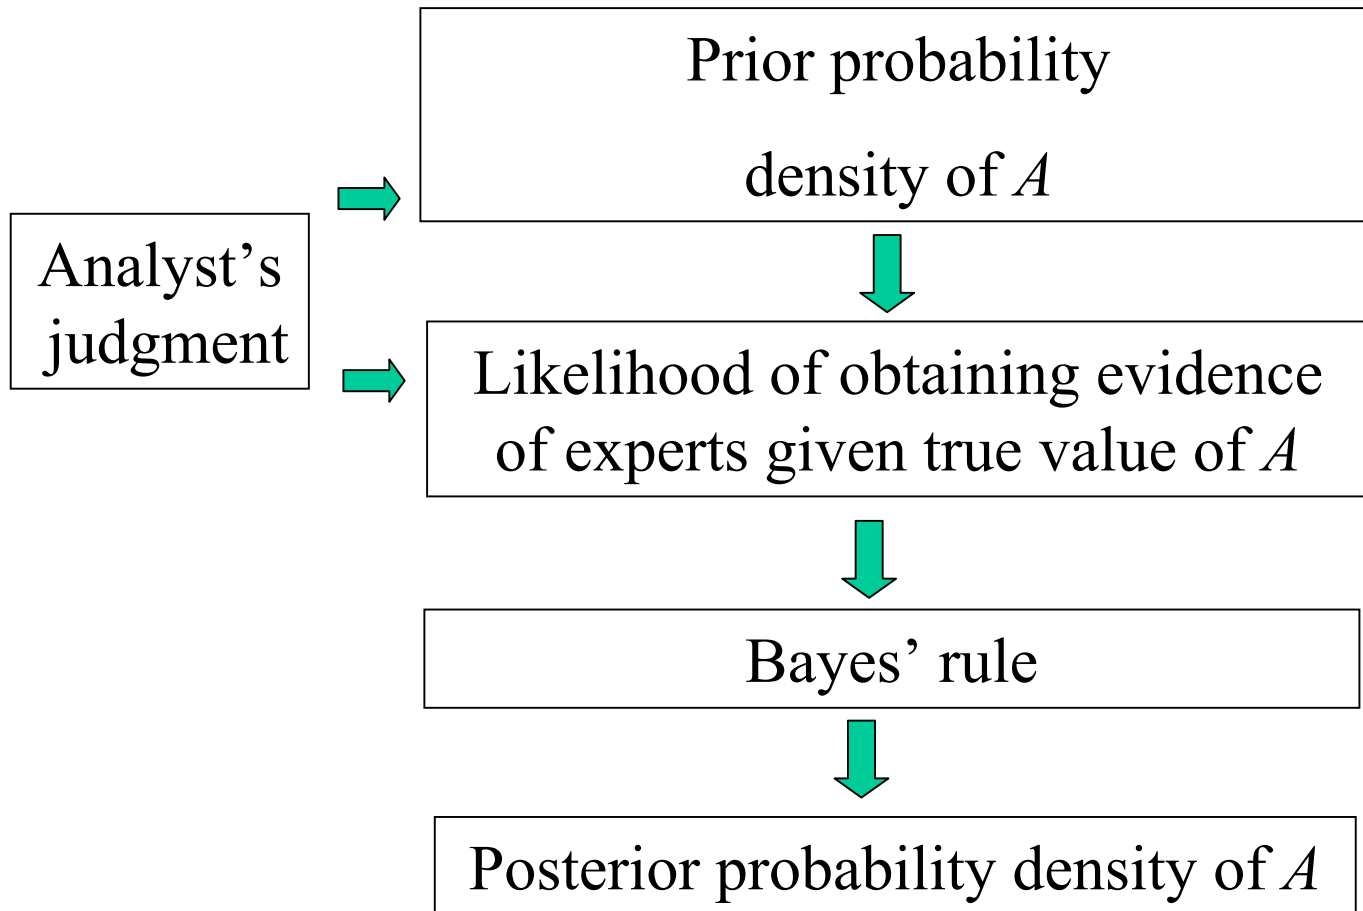 Prior probability
density of A
Analyst’s
judgment
Likelihood of obtaining evidence
of experts given true value of A
Bayes’ rule
Posterior probability density of A